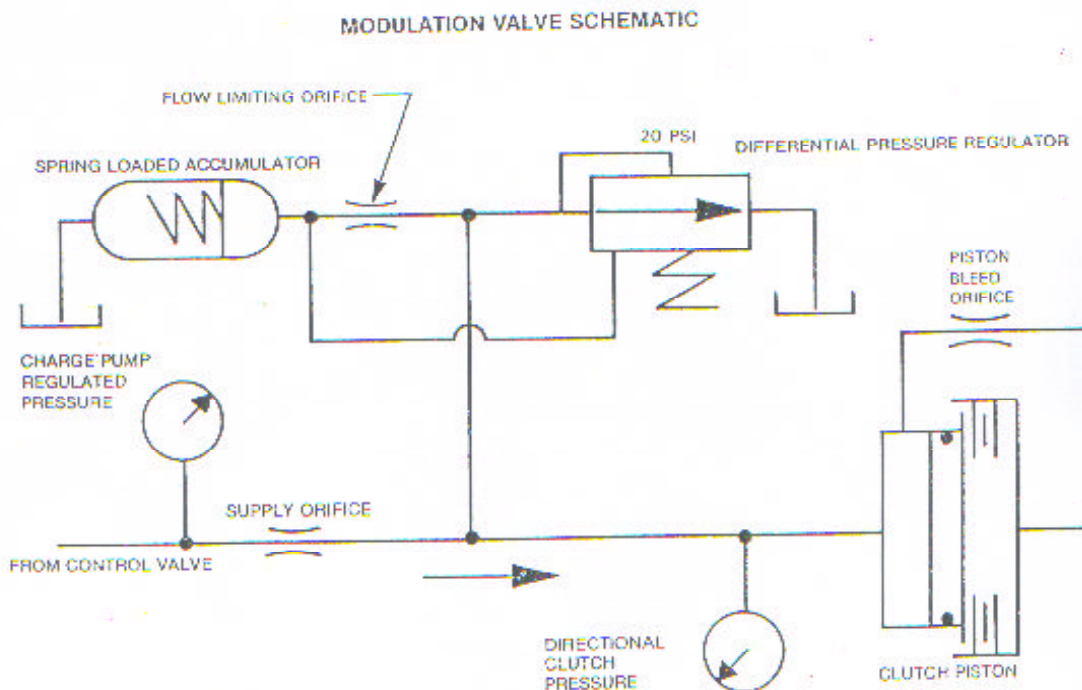 MODULATION VALVE SCHEMATIC
FLOW LIMITING ORIFICE
20 PSI
DIFFERENTIAL PRESSURE REGULATOR
SPRING LOADED ACCUMULATOR
PISTON
BLEED
ORIFICE
CHARGE PUMP
REGULATED
PRESSURE
SUPPLY ORIFICE
FROM CONTROL VALVE
DIRECTIONAL
CLUTCH
PRESSURE
CLUTCH PISTON